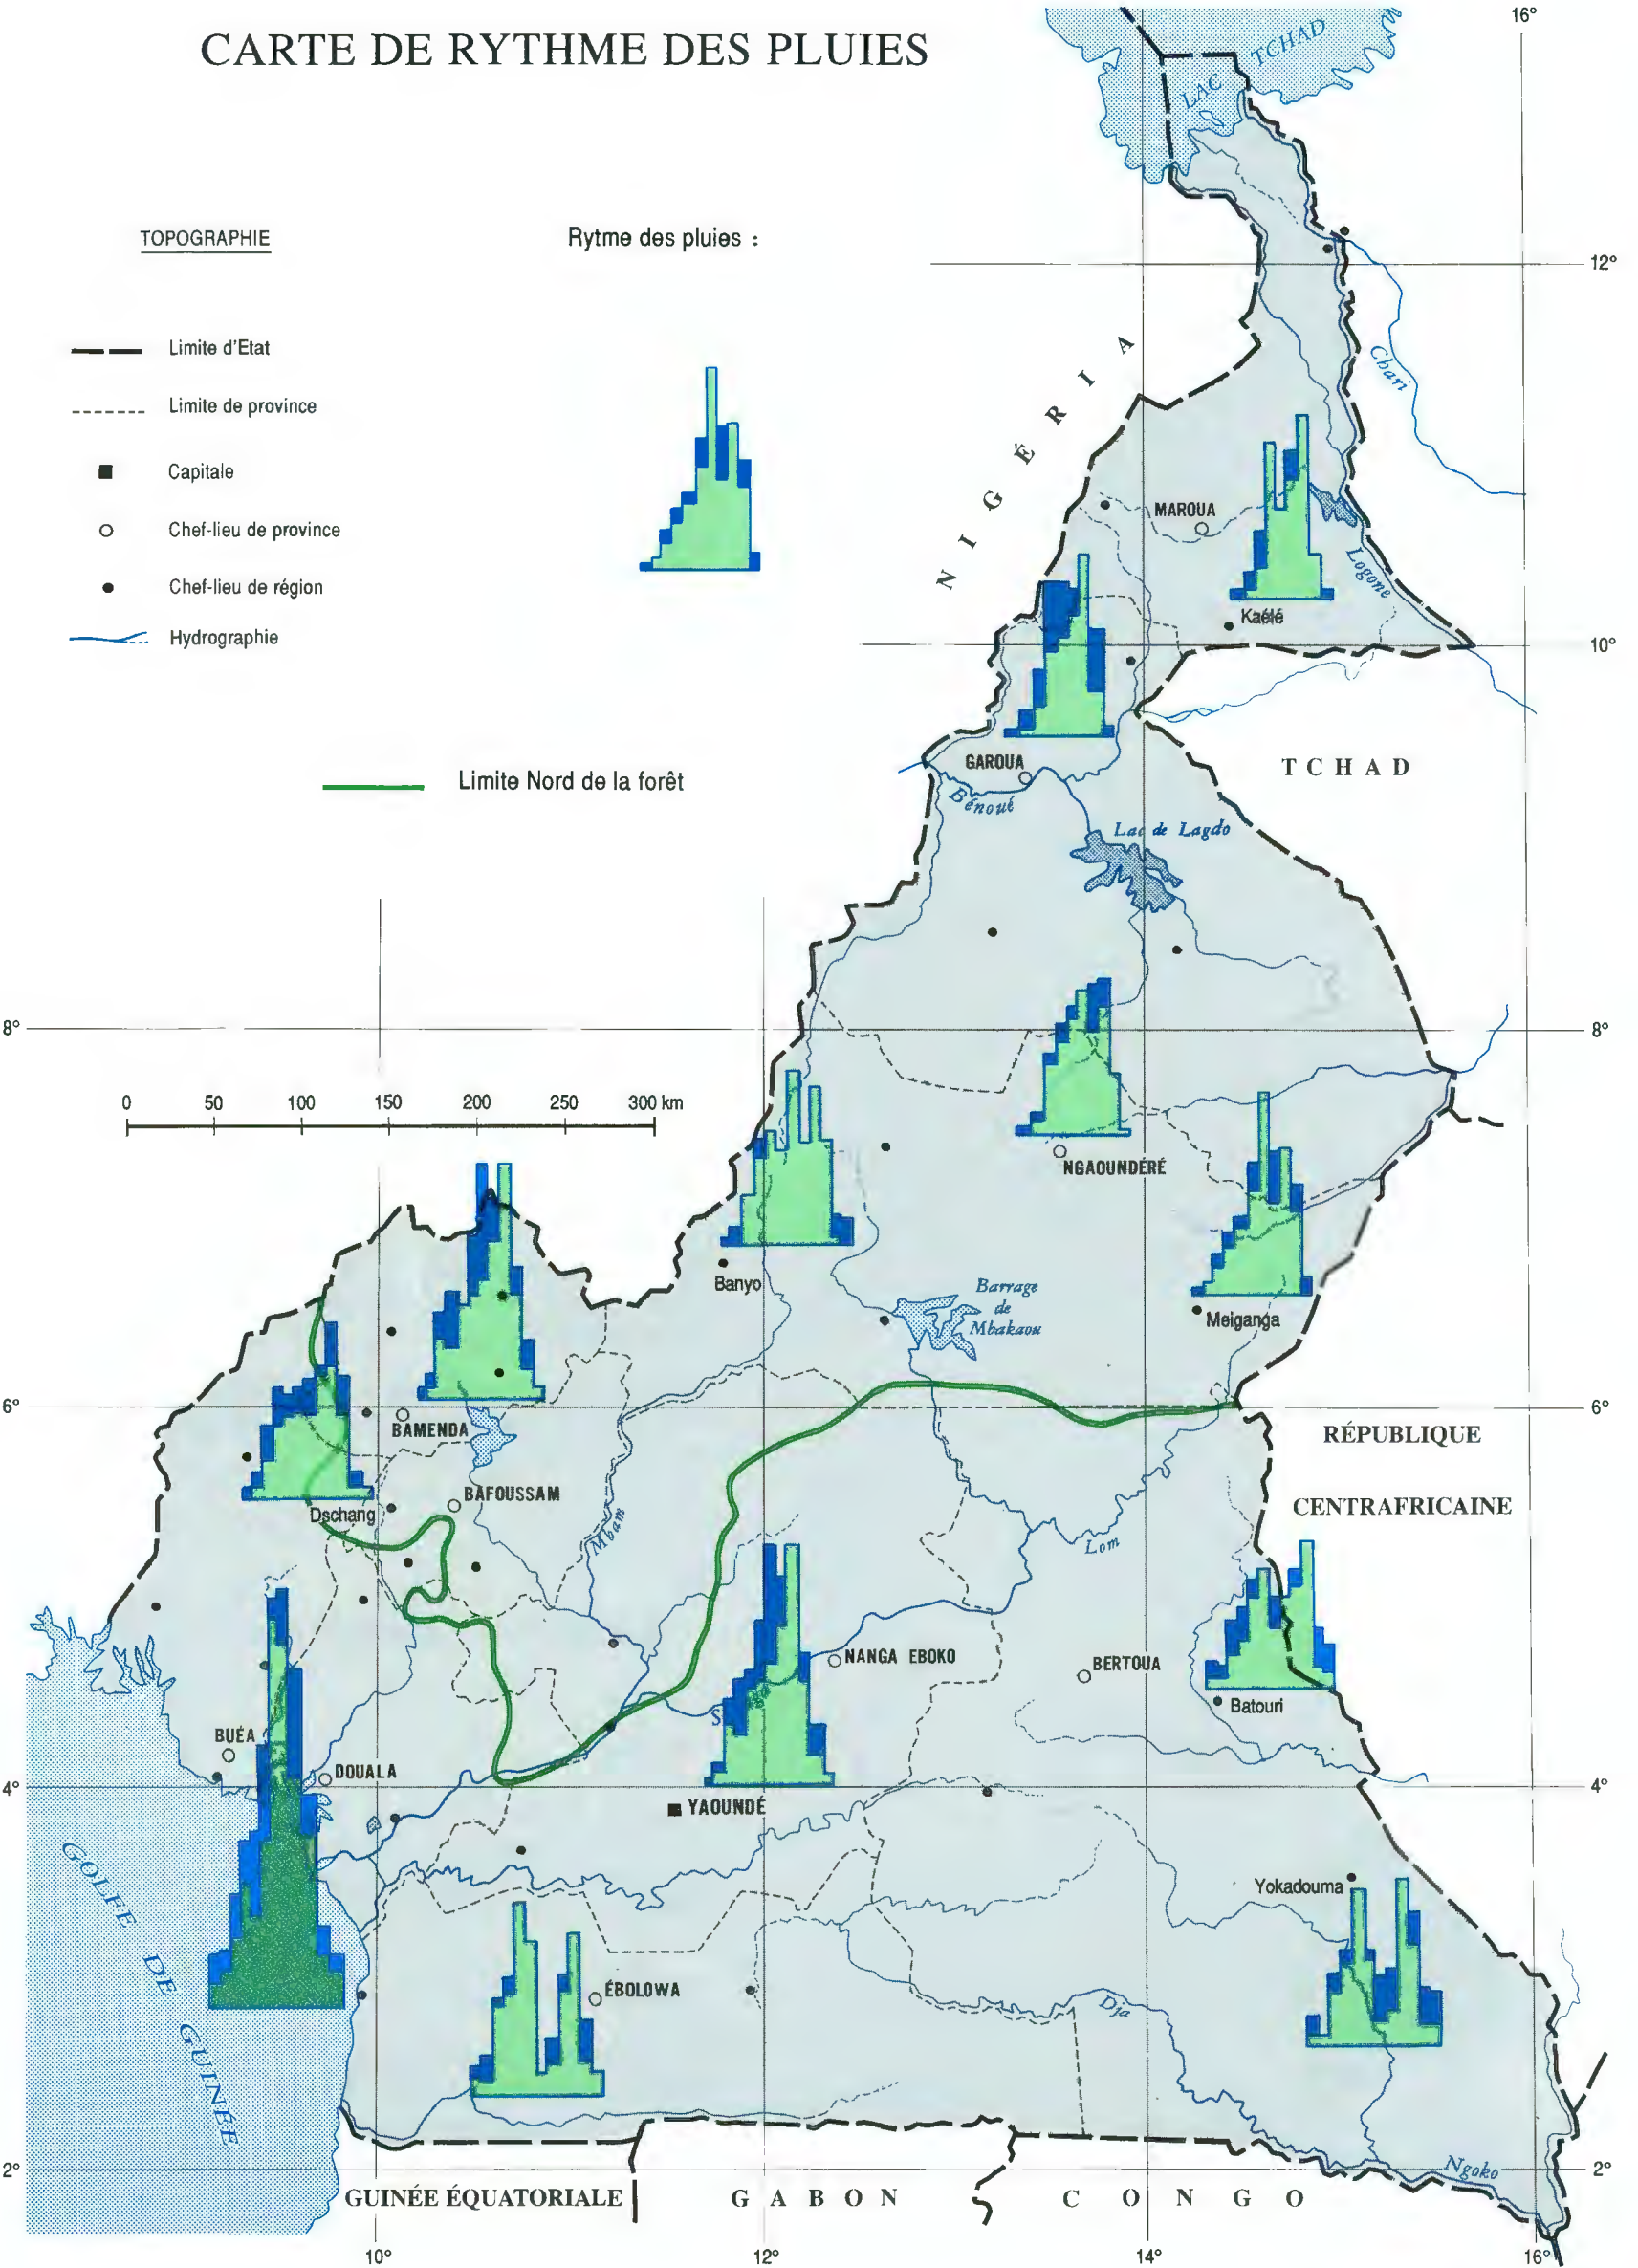 CARTE DE RYTHME DES PLUIES
16°
LAC TCHAD
TOPOGRAPHIE
Rytme des pluies :
12°
Limite d'Etat
Limite de province
Capitale
Chef-lieu de province
Chef-lieu de région
Hydrographie
NIGÉRIA
Chari
MAROUA
Logone
Kaélé
10°
Limite Nord de la forêt
GAROUA
Bénoué
TCHAD
Lac de Lagdo
8°
8°
0 50 100 150 200 250 300 km
NGAOUNDÉRÉ
Banyo
Barrage
de
Mbakaou
Meiganga
6°
6°
BAMENDA
RÉPUBLIQUE
CENTRAFRICAINE
BAFOUSSAM
Dschang
Mbam
Lom
NANGA EBOKO
BERTOUA
S
Batouri
BUÉA
DOUALA
4°
4°
YAOUNDÉ
GOLFE DE GUINÉE
Yokadouma
ÉBOLOWA
Dja
Ngoko
2°
2°
GUINÉE ÉQUATORIALE
GABON
CONGO
10°
12°
14°
16°